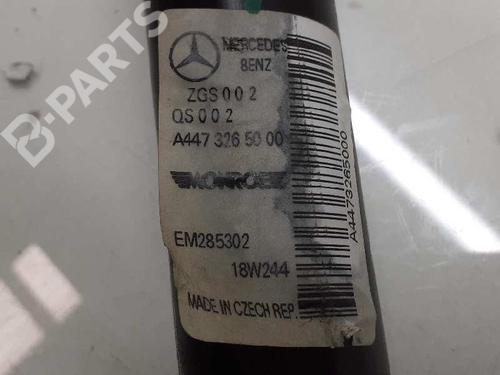 MERCEDES
BENZ
ZGS 0 0 2
QS 0 0 2
A447 326 50 00
A4473265000
MONROE
EM285302
18W244
MADE IN CZECH REP.
B-PARTS